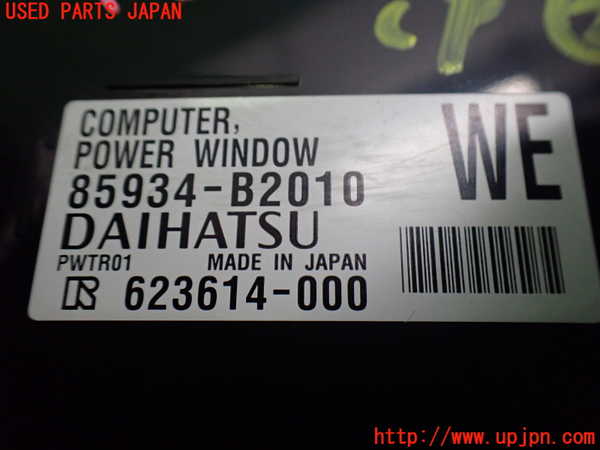 USED PARTS JAPAN
COMPUTER,
POWER WINDOW
WE
85934-B2010
DAIHATSU
PWTR01 MADE IN JAPAN
623614-000
http://www.upjpn.com/